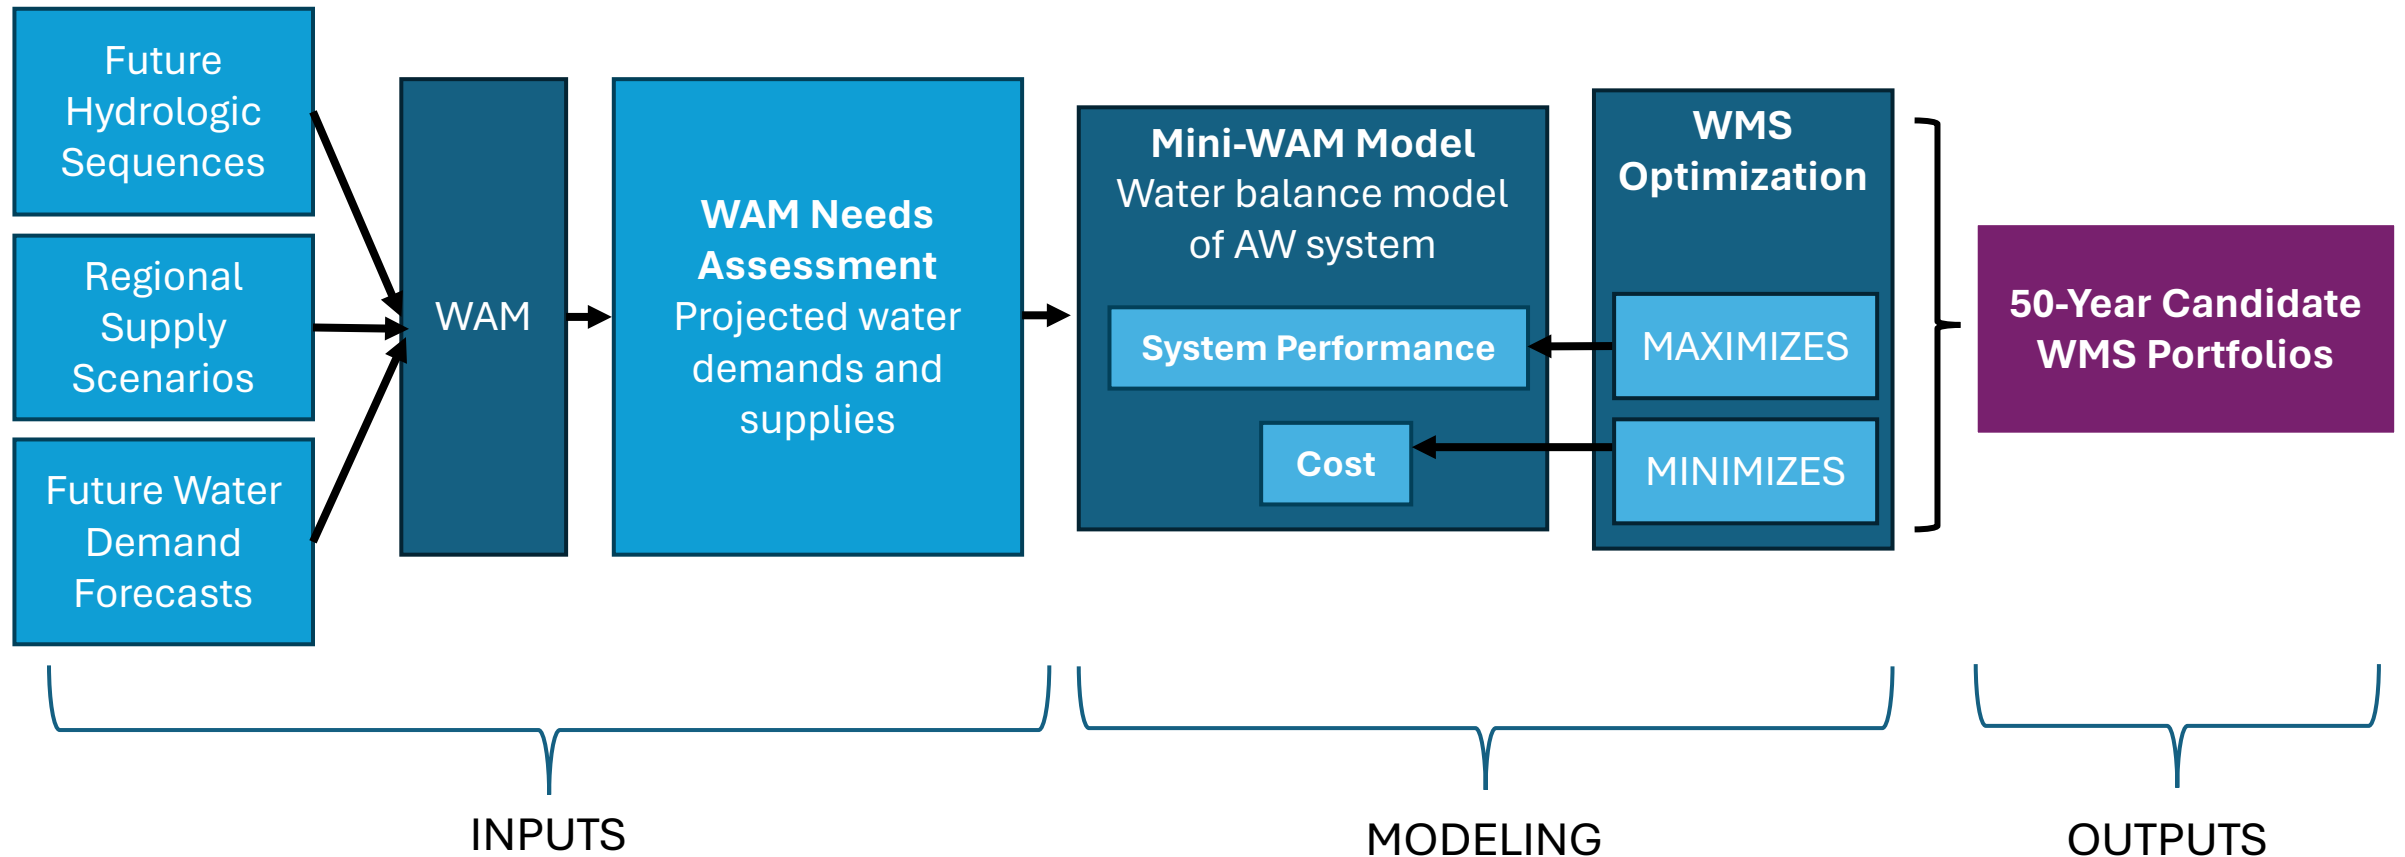 Future
Hydrologic
Sequences
Regional
Supply
Scenarios
Future Water
Demand
Forecasts
WAM
WAM Needs
Assessment
Projected water
demands and
supplies
Mini-WAM Model
Water balance model
of AW system
System Performance
Cost
WMS
Optimization
MAXIMIZES
MINIMIZES
50-Year Candidate
WMS Portfolios
INPUTS
MODELING
OUTPUTS